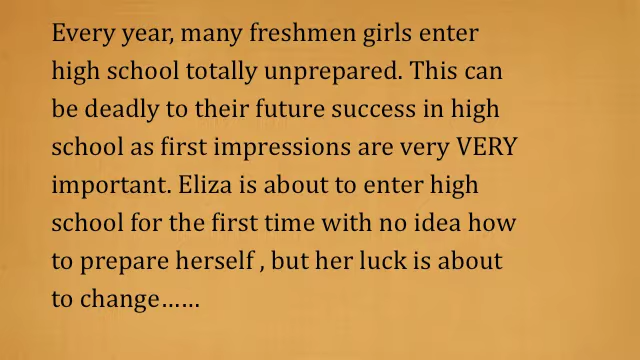 Every year, many freshmen girls enter
high school totally unprepared. This can
be deadly to their future success in high
school as first impressions are very VERY
important. Eliza is about to enter high
school for the first time with no idea how
to prepare herself , but her luck is about
to change……